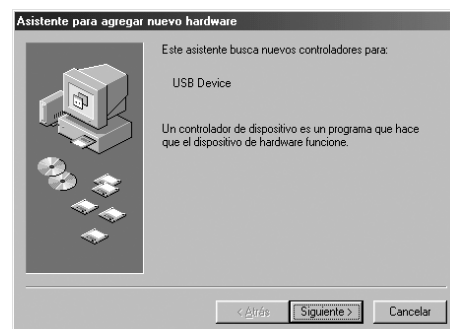 Asistente para agregar nuevo hardware
Este asistente busca nuevos controladores para:
USB Device
Un controlador de dispositivo es un programa que hace
que el dispositivo de hardware funcione.
< Atrás
Siguiente >
Cancelar